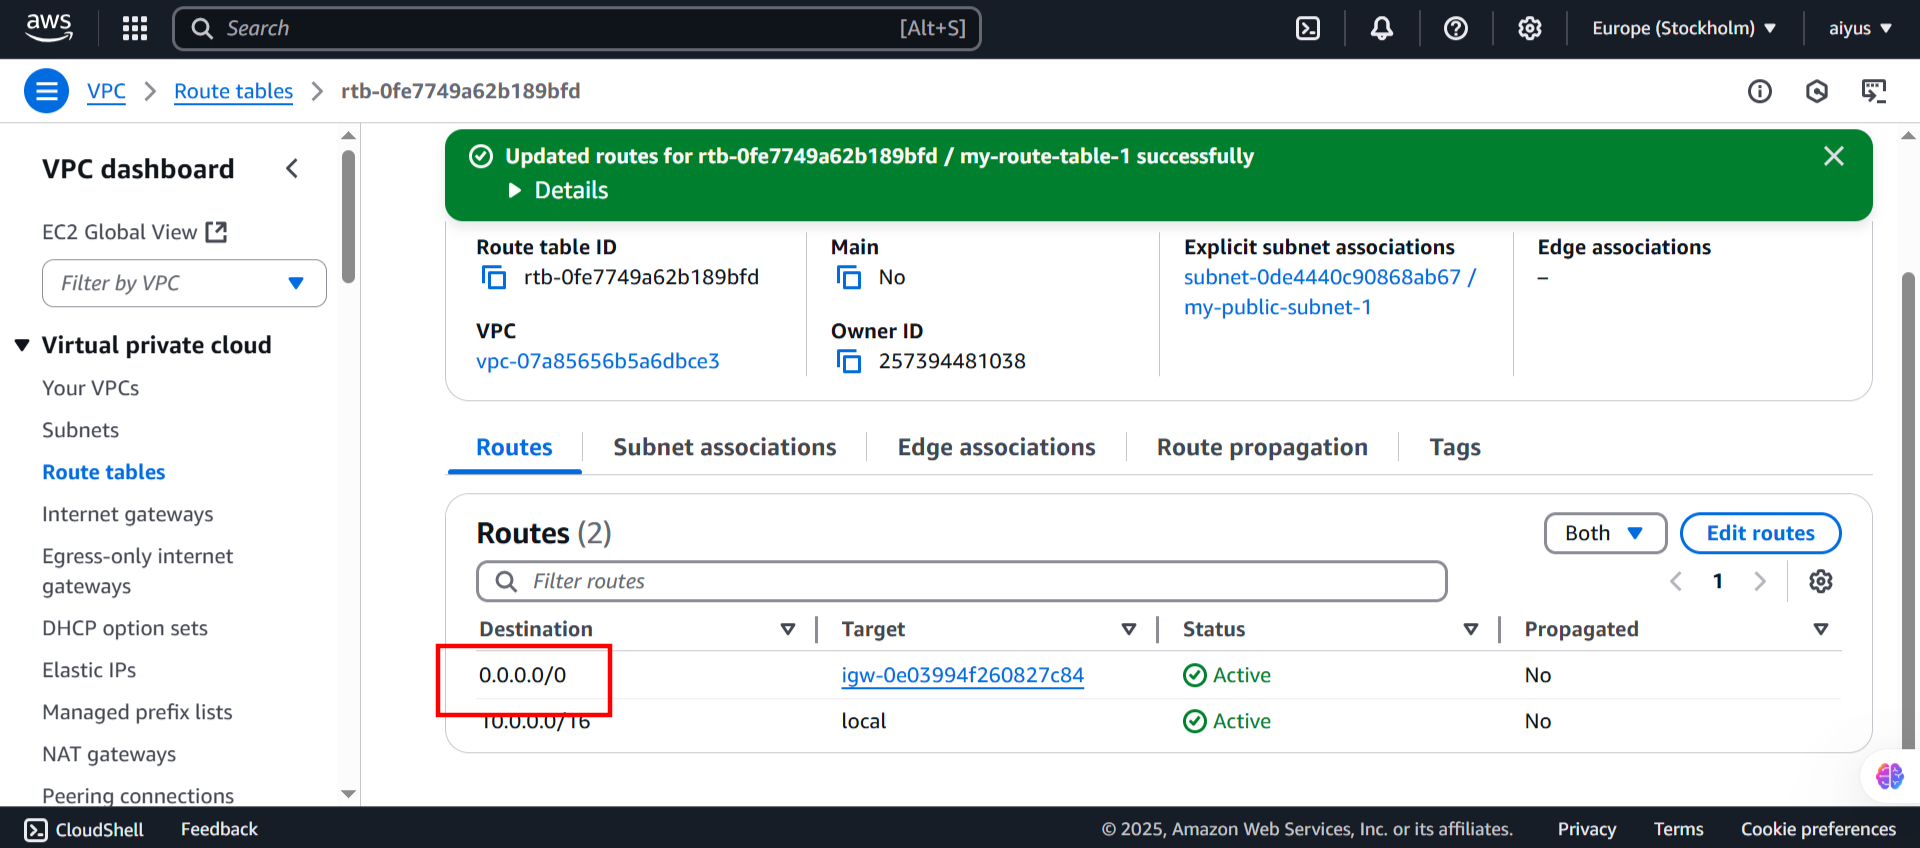 aws
Search [Alt+S]
Europe (Stockholm) aiyus
VPC Route tables rtb-0fe7749a62b189bfd
VPC dashboard
EC2 Global View
Filter by VPC
Virtual private cloud
Your VPCs
Subnets
Route tables
Internet gateways
Egress-only internet
gateways
DHCP option sets
Elastic IPs
Managed prefix lists
NAT gateways
Peering connections
Updated routes for rtb-0fe7749a62b189bfd / my-route-table-1 successfully
Details
Route table ID
rtb-0fe7749a62b189bfd
VPC
vpc-07a85656b5a6dbce3
Main
No
Owner ID
257394481038
Explicit subnet associations
subnet-0de4440c90868ab67 /
my-public-subnet-1
Edge associations
–
Routes Subnet associations Edge associations Route propagation Tags
Routes (2)
Both Edit routes
Filter routes
1
Destination Target Status Propagated
0.0.0.0/0 igw-0e03994f260827c84 Active No
10.0.0.0/16 local Active No
CloudShell Feedback © 2025, Amazon Web Services, Inc. or its affiliates. Privacy Terms Cookie preferences